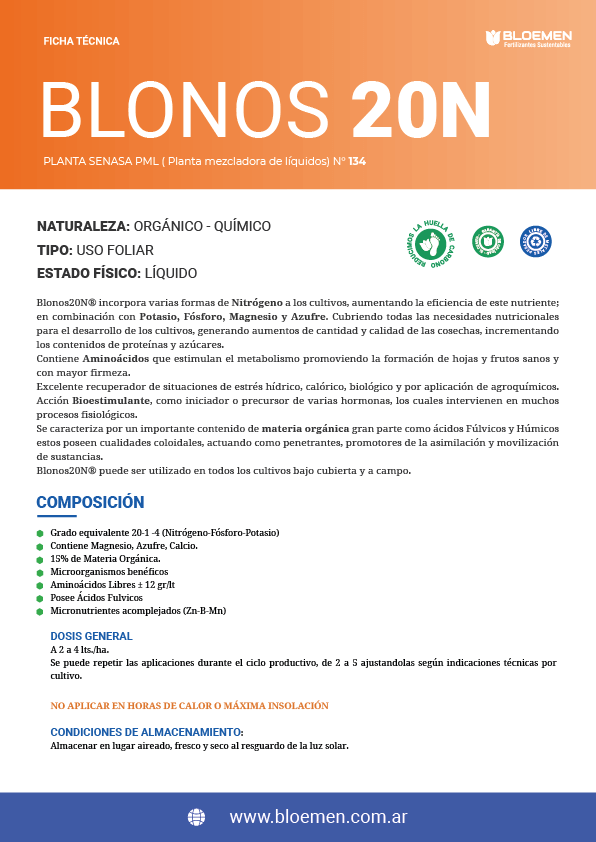 FICHA TÉCNICA
BLOEMEN
Fertilizantes Sustentables
BLONOS 20N
PLANTA SENASA PML ( Planta mezcladora de líquidos) N° 134
NATURALEZA: ORGÁNICO - QUÍMICO
TIPO: USO FOLIAR
ESTADO FÍSICO: LÍQUIDO
REDUCIMOS LA HUELLA DE CARBONO
Blonos20N® incorpora varias formas de Nitrógeno a los cultivos, aumentando la eficiencia de este nutriente;
en combinación con Potasio, Fósforo, Magnesio y Azufre. Cubriendo todas las necesidades nutricionales
para el desarrollo de los cultivos, generando aumentos de cantidad y calidad de las cosechas, incrementando
los contenidos de proteínas y azúcares.
Contiene Aminoácidos que estimulan el metabolismo promoviendo la formación de hojas y frutos sanos y
con mayor firmeza.
Excelente recuperador de situaciones de estrés hídrico, calórico, biológico y por aplicación de agroquímicos.
Acción Bioestimulante, como iniciador o precursor de varias hormonas, los cuales intervienen en muchos
procesos fisiológicos.
Se caracteriza por un importante contenido de materia orgánica gran parte como ácidos Fúlvicos y Húmicos
estos poseen cualidades coloidales, actuando como penetrantes, promotores de la asimilación y movilización
de sustancias.
Blonos20N® puede ser utilizado en todos los cultivos bajo cubierta y a campo.
COMPOSICIÓN
Grado equivalente 20-1 -4 (Nitrógeno-Fósforo-Potasio)
Contiene Magnesio, Azufre, Calcio.
15% de Materia Orgánica.
Microorganismos benéficos
Aminoácidos Libres ± 12 gr/lt
Posee Ácidos Fulvicos
Micronutrientes acomplejados (Zn-B-Mn)
DOSIS GENERAL
A 2 a 4 lts./ha.
Se puede repetir las aplicaciones durante el ciclo productivo, de 2 a 5 ajustandolas según indicaciones técnicas por
cultivo.
NO APLICAR EN HORAS DE CALOR O MÁXIMA INSOLACIÓN
CONDICIONES DE ALMACENAMIENTO:
Almacenar en lugar aireado, fresco y seco al resguardo de la luz solar.
www.bloemen.com.ar